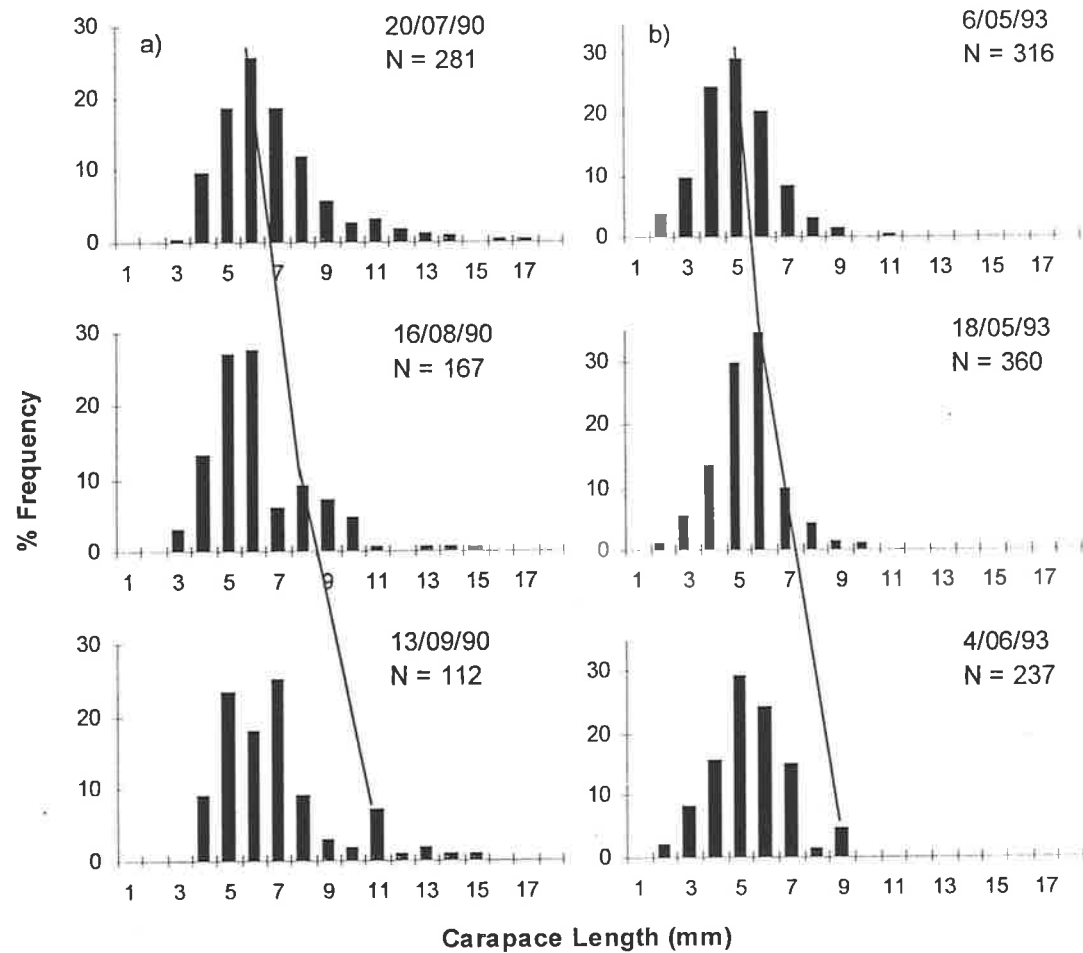 a)
20/07/90
N = 281
30
20
10
0
1 3 5 7 9 11 13 15 17
b)
6/05/93
N = 316
30
20
10
0
1 3 5 7 9 11 13 15 17
% Frequency
16/08/90
N = 167
30
20
10
0
1 3 5 7 9 11 13 15 17
18/05/93
N = 360
30
20
10
0
1 3 5 7 9 11 13 15 17
13/09/90
N = 112
30
20
10
0
1 3 5 7 9 11 13 15 17
4/06/93
N = 237
30
20
10
0
1 3 5 7 9 11 13 15 17
Carapace Length (mm)